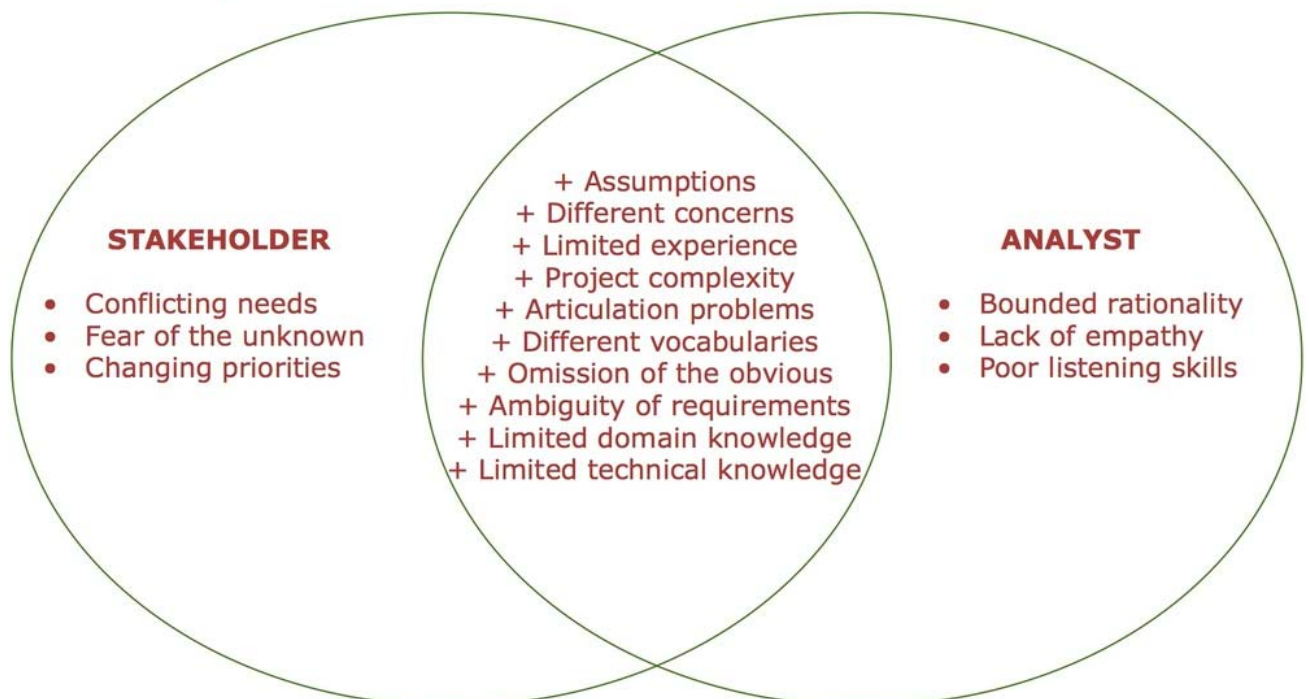 STAKEHOLDER
• Conflicting needs
• Fear of the unknown
• Changing priorities
+ Assumptions
+ Different concerns
+ Limited experience
+ Project complexity
+ Articulation problems
+ Different vocabularies
+ Omission of the obvious
+ Ambiguity of requirements
+ Limited domain knowledge
+ Limited technical knowledge
ANALYST
• Bounded rationality
• Lack of empathy
• Poor listening skills